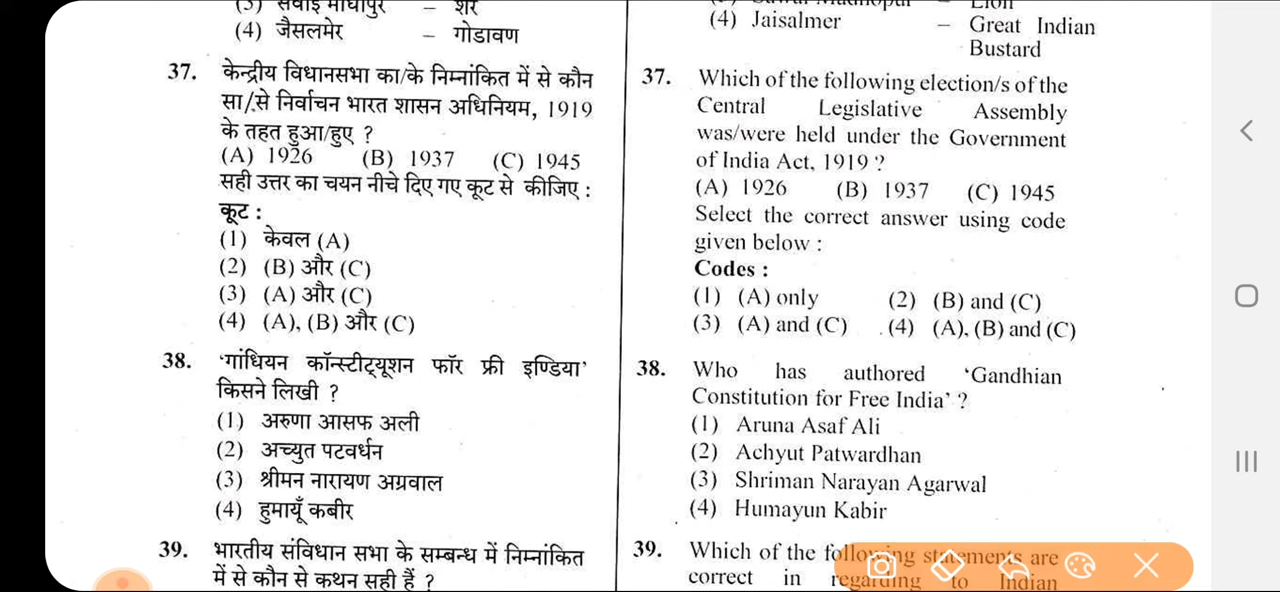 (3) सवाई माधोपुर – शेर
(4) जैसलमेर – गोडावण
37. केन्द्रीय विधानसभा का/के निम्नांकित में से कौन
सा/से निर्वाचन भारत शासन अधिनियम, 1919
के तहत हुआ/हुए ?
(A) 1926 (B) 1937 (C) 1945
सही उत्तर का चयन नीचे दिए गए कूट से कीजिए :
कूट :
(1) केवल (A)
(2) (B) और (C)
(3) (A) और (C)
(4) (A), (B) और (C)
38. ‘गांधियन कॉन्स्टीट्यूशन फॉर फ्री इण्डिया’
किसने लिखी ?
(1) अरुणा आसफ अली
(2) अच्युत पटवर्धन
(3) श्रीमन नारायण अग्रवाल
(4) हुमायूँ कबीर
39. भारतीय संविधान सभा के सम्बन्ध में निम्नांकित
में से कौन से कथन सही हैं ?
(3) Sawai Madhopur – Lion
(4) Jaisalmer – Great Indian
Bustard
37. Which of the following election/s of the
Central Legislative Assembly
was/were held under the Government
of India Act, 1919 ?
(A) 1926 (B) 1937 (C) 1945
Select the correct answer using code
given below :
Codes :
(1) (A) only (2) (B) and (C)
(3) (A) and (C) (4) (A), (B) and (C)
38. Who has authored ‘Gandhian
Constitution for Free India’ ?
(1) Aruna Asaf Ali
(2) Achyut Patwardhan
(3) Shriman Narayan Agarwal
(4) Humayun Kabir
39. Which of the following statements are
correct in regarding to Indian